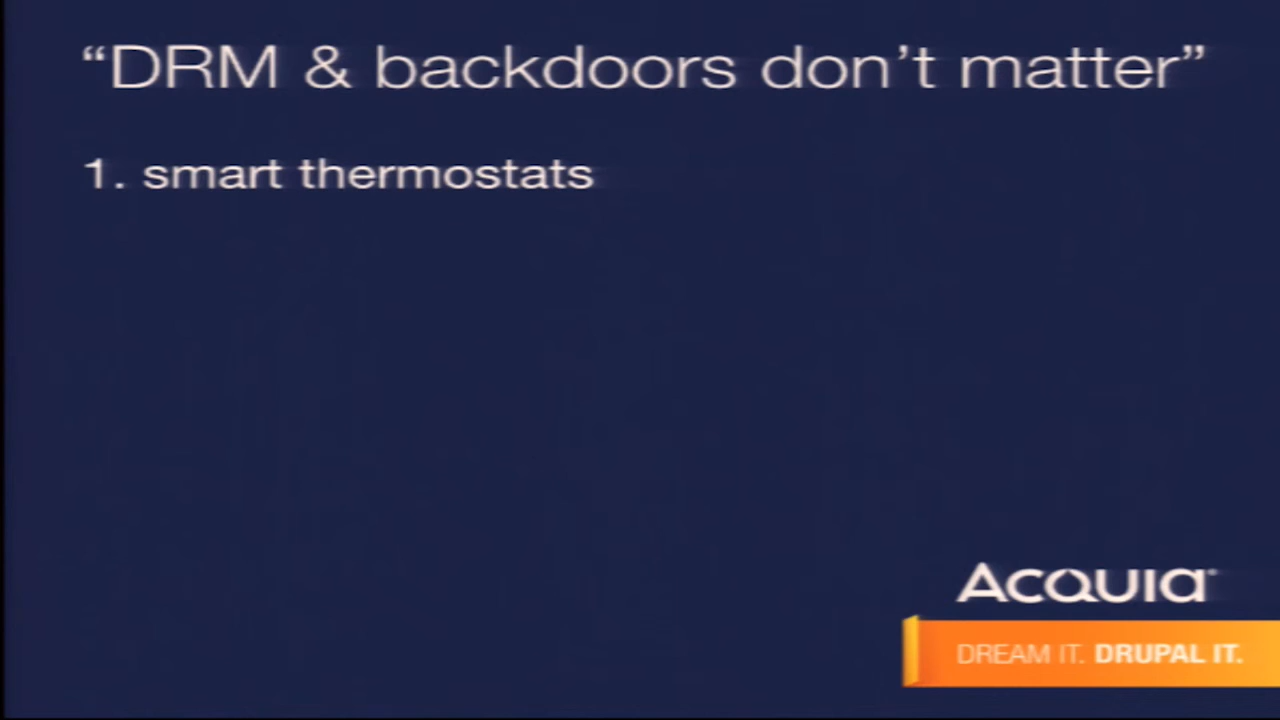 “DRM & backdoors don’t matter”
1. smart thermostats
ACQUIA
DREAM IT. DRUPAL IT.